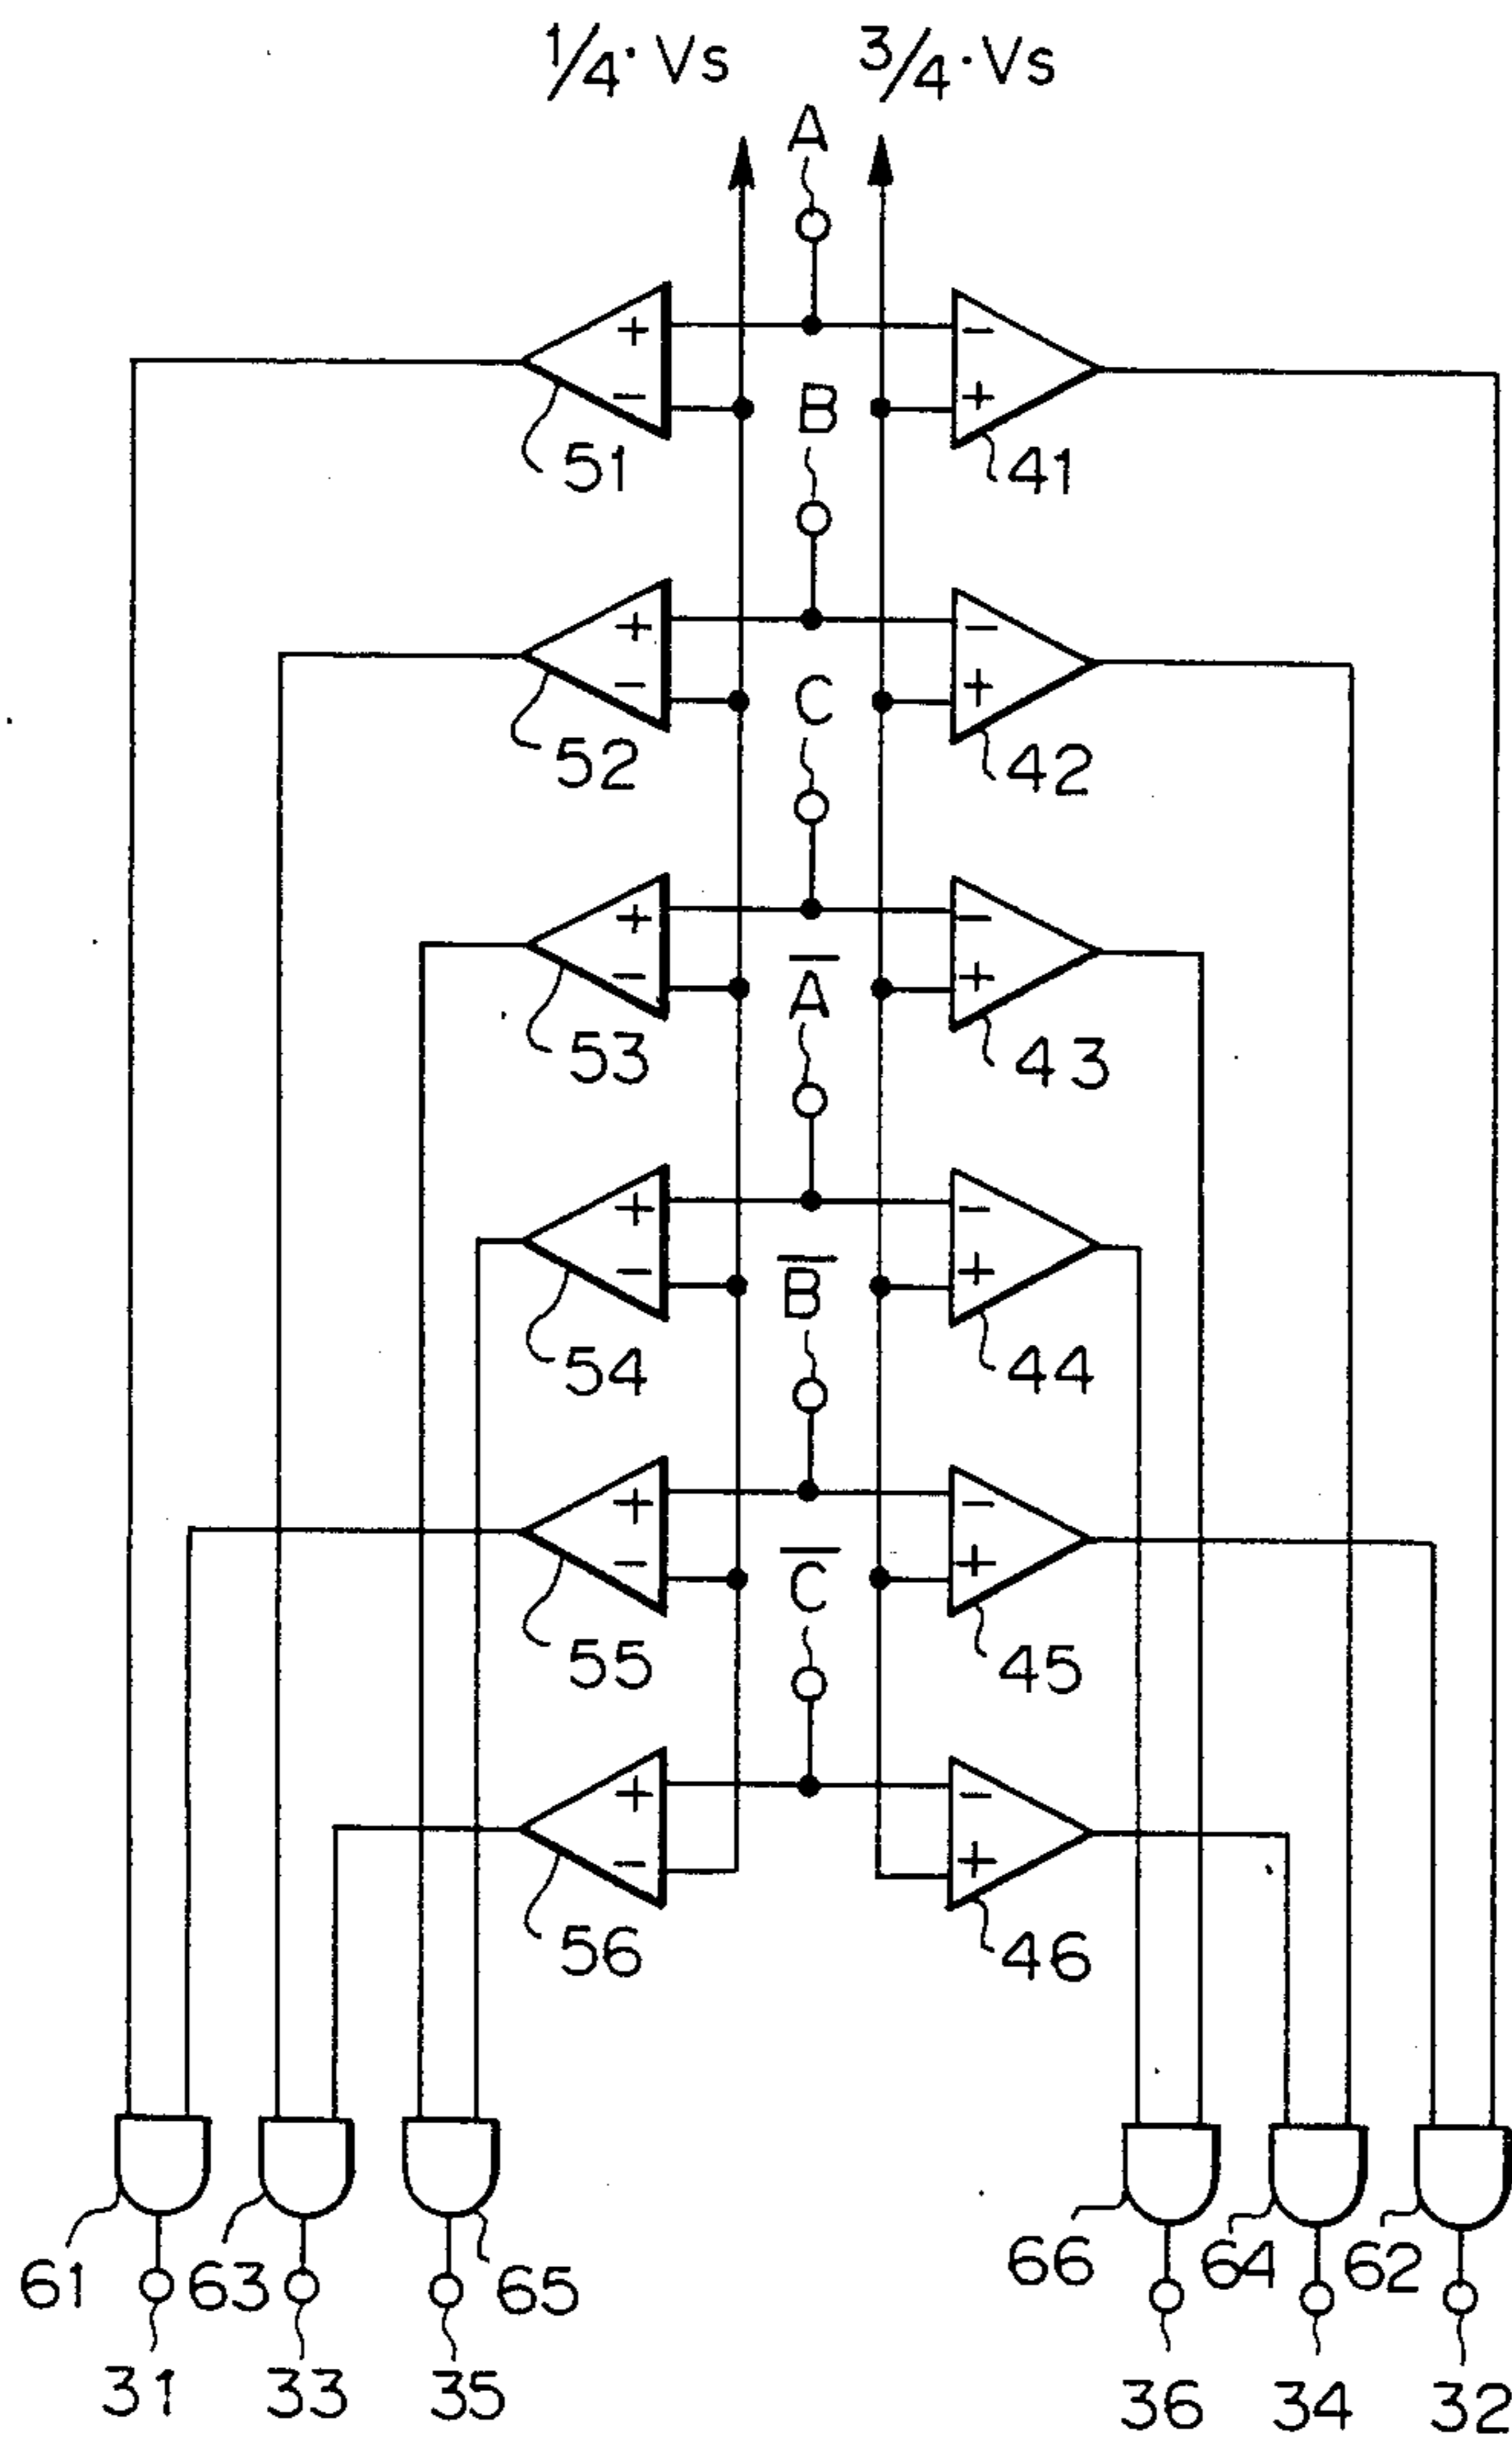 1/4·Vs 3/4·Vs
A
+ −
− +
51 B 41
+ −
− +
52 C 42
+ −
− +
53 A̅ 43
+ −
− +
54 B̅ 44
+ −
− +
55 C̅ 45
+ −
− +
56 46
61 63 65 66 64 62
31 33 35 36 34 32